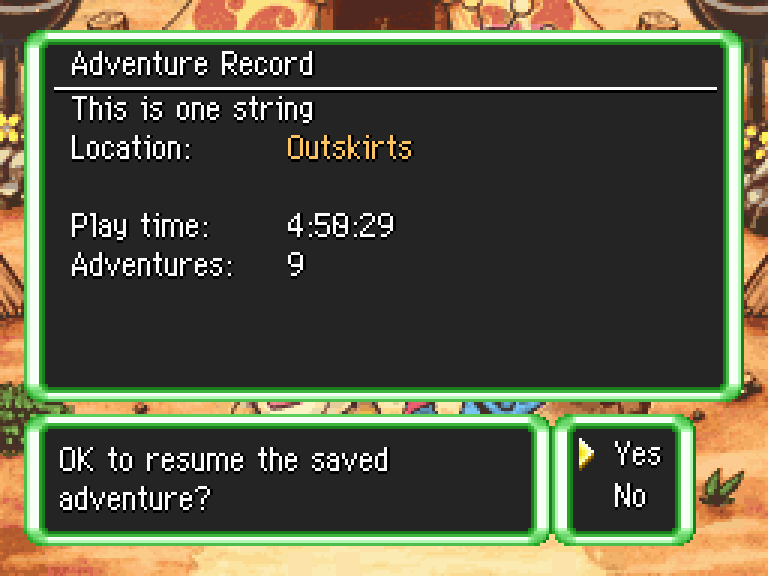 Adventure Record
This is one string
Location: Outskirts
Play time: 4:50:29
Adventures: 9
OK to resume the saved
adventure?
Yes
No